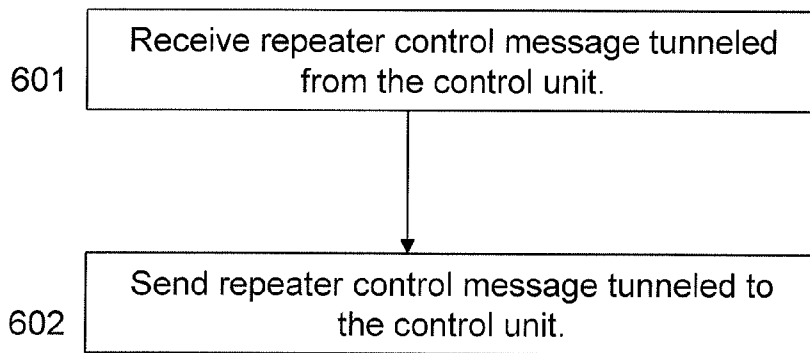 601
Receive repeater control message tunneled
from the control unit.
602
Send repeater control message tunneled to
the control unit.